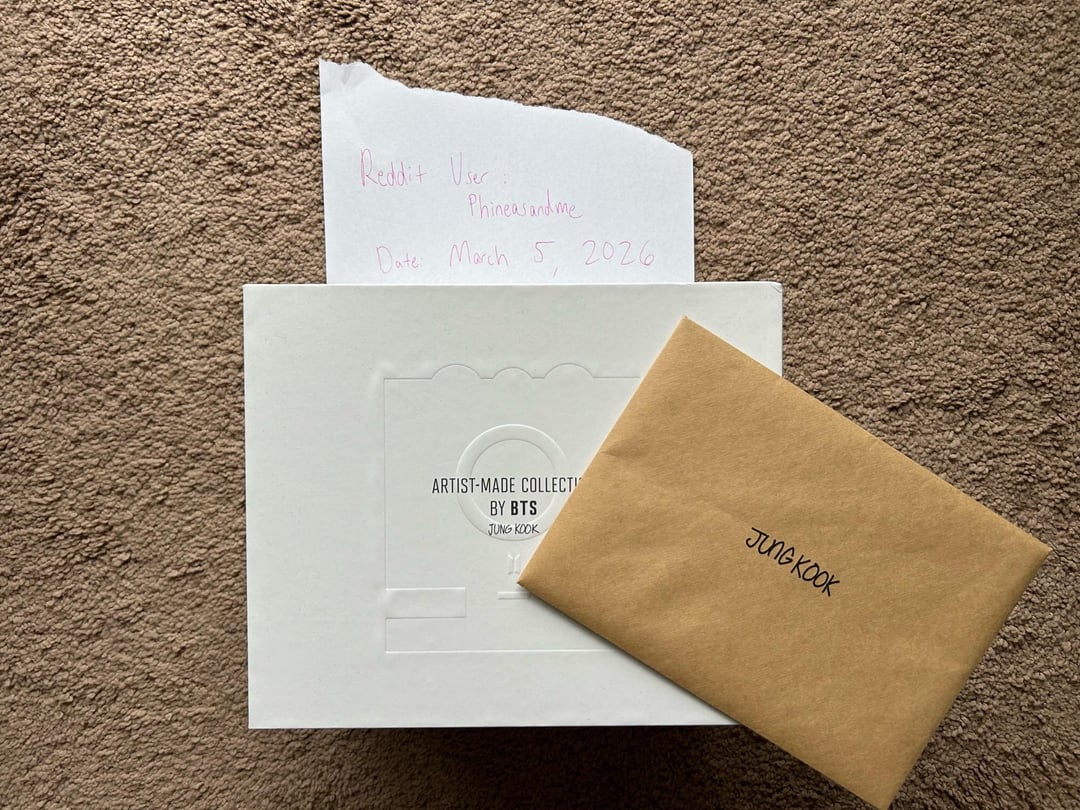 Reddit User:
Phineasandme
Date: March 5, 2026
ARTIST-MADE COLLECTI
BY BTS
JUNG KOOK
JUNG KOOK